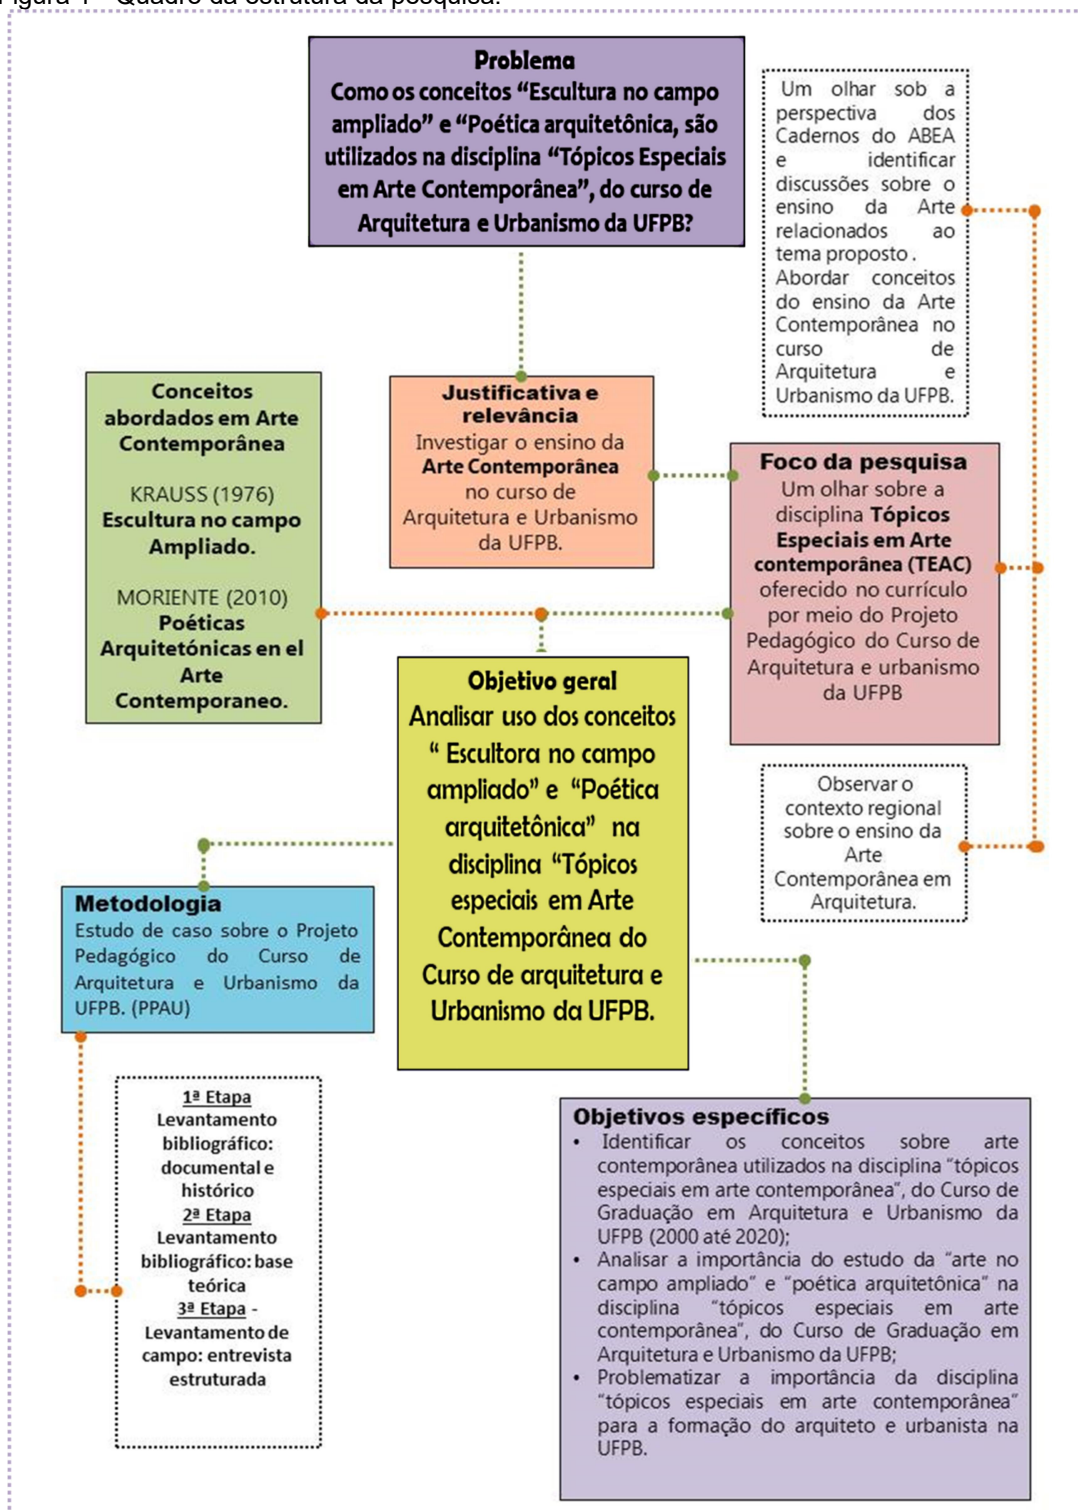 Figura 1 - Quadro da estrutura da pesquisa.
Problema
Como os conceitos “Escultura no campo
ampliado” e “Poética arquitetônica, são
utilizados na disciplina “Tópicos Especiais
em Arte Contemporânea”, do curso de
Arquitetura e Urbanismo da UFPB?
Um olhar sob a
perspectiva dos
Cadernos do ABEA
e identificar
discussões sobre o
ensino da Arte
relacionados ao
tema proposto .
Abordar conceitos
do ensino da Arte
Contemporânea no
curso de
Arquitetura e
Urbanismo da UFPB.
Conceitos
abordados em Arte
Contemporânea
KRAUSS (1976)
Escultura no campo
Ampliado.
MORIENTE (2010)
Poéticas
Arquitetónicas en el
Arte
Contemporaneo.
Justificativa e
relevância
Investigar o ensino da
Arte Contemporânea
no curso de
Arquitetura e Urbanismo
da UFPB.
Foco da pesquisa
Um olhar sobre a
disciplina Tópicos
Especiais em Arte
contemporânea (TEAC)
oferecido no currículo
por meio do Projeto
Pedagógico do Curso de
Arquitetura e urbanismo
da UFPB
Objetivo geral
Analisar uso dos conceitos
“ Escultora no campo
ampliado” e “Poética
arquitetônica” na
disciplina “Tópicos
especiais em Arte
Contemporânea do
Curso de arquitetura e
Urbanismo da UFPB.
Observar o
contexto regional
sobre o ensino da
Arte
Contemporânea em
Arquitetura.
Metodologia
Estudo de caso sobre o Projeto
Pedagógico do Curso de
Arquitetura e Urbanismo da
UFPB. (PPAU)
1ª Etapa
Levantamento
bibliográfico:
documental e
histórico
2ª Etapa
Levantamento
bibliográfico: base
teórica
3ª Etapa -
Levantamento de
campo: entrevista
estruturada
Objetivos específicos
• Identificar os conceitos sobre arte
contemporânea utilizados na disciplina “tópicos
especiais em arte contemporânea”, do Curso de
Graduação em Arquitetura e Urbanismo da
UFPB (2000 até 2020);
• Analisar a importância do estudo da “arte no
campo ampliado” e “poética arquitetônica” na
disciplina “tópicos especiais em arte
contemporânea”, do Curso de Graduação em
Arquitetura e Urbanismo da UFPB;
• Problematizar a importância da disciplina
“tópicos especiais em arte contemporânea”
para a formação do arquiteto e urbanista na
UFPB.